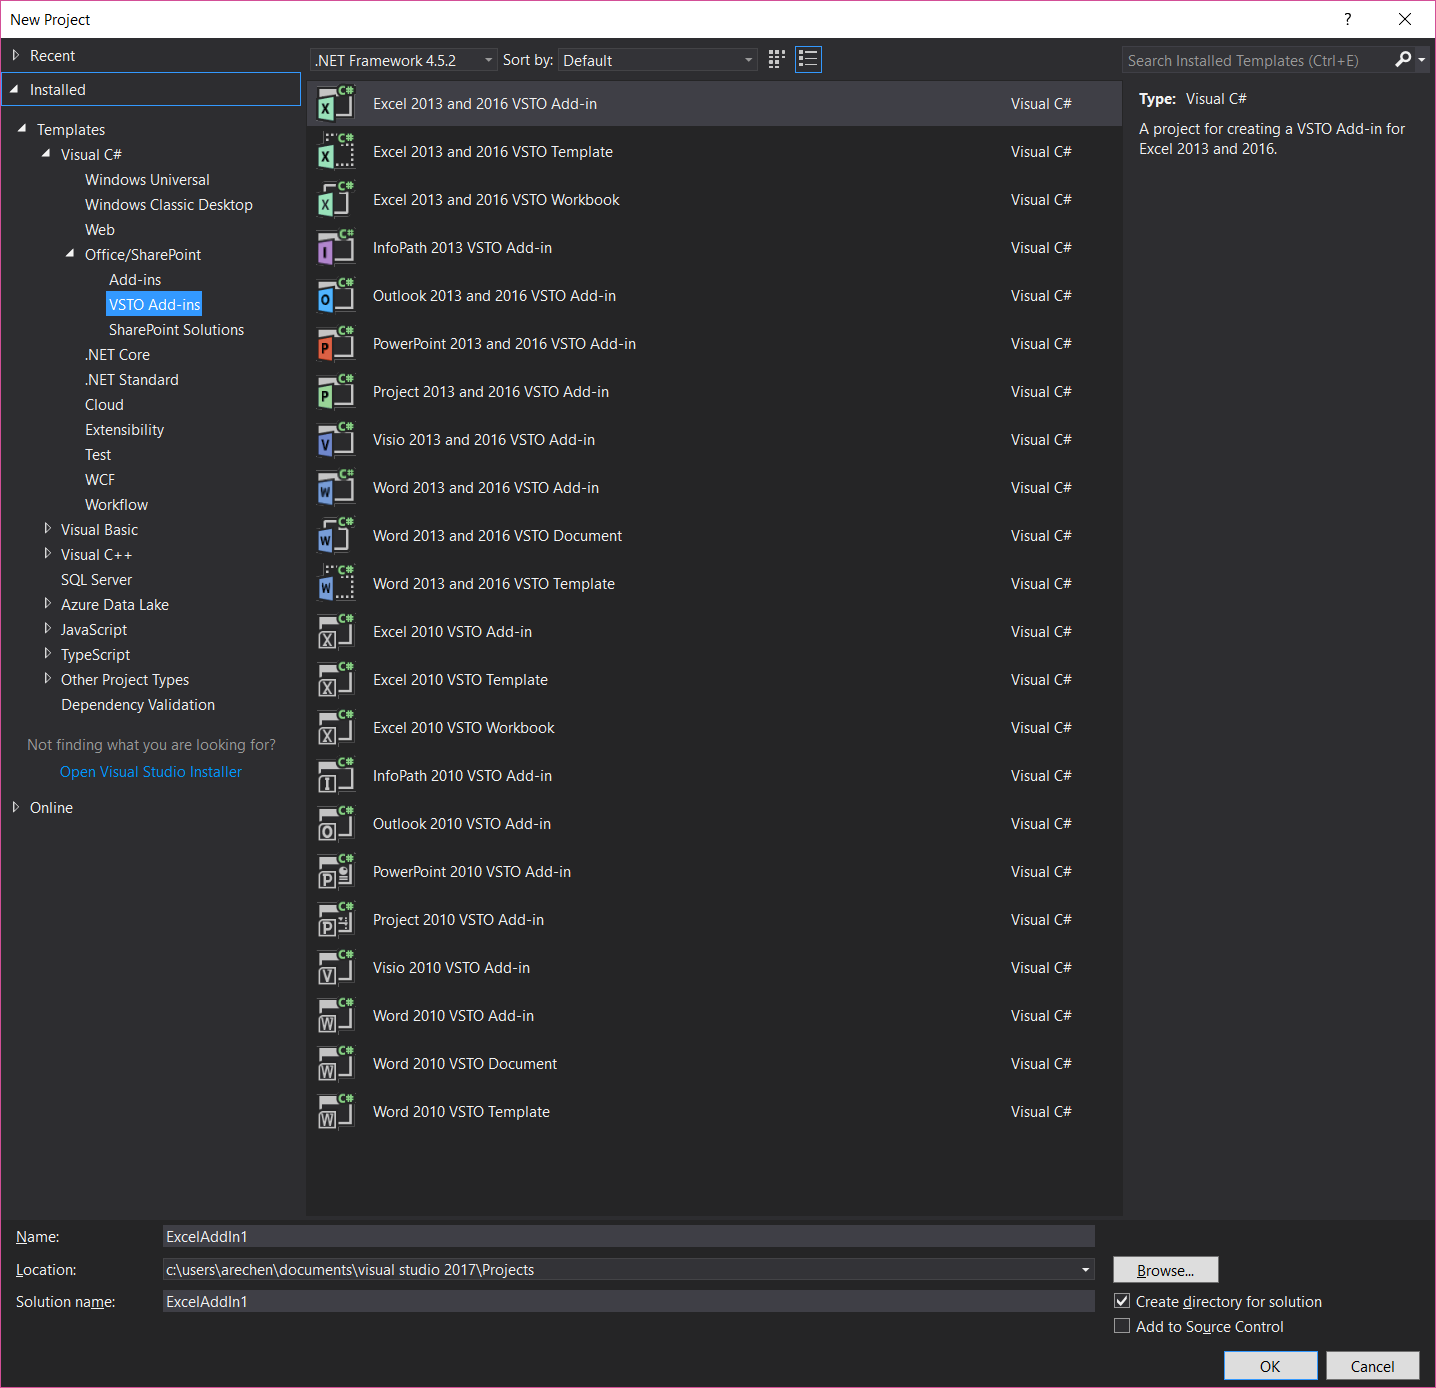 New Project
?
Recent
Installed
Templates
Visual C#
Windows Universal
Windows Classic Desktop
Web
Office/SharePoint
Add-ins
VSTO Add-ins
SharePoint Solutions
.NET Core
.NET Standard
Cloud
Extensibility
Test
WCF
Workflow
Visual Basic
Visual C++
SQL Server
Azure Data Lake
JavaScript
TypeScript
Other Project Types
Dependency Validation
Not finding what you are looking for?
Open Visual Studio Installer
Online
.NET Framework 4.5.2 Sort by: Default
Excel 2013 and 2016 VSTO Add-in Visual C#
Excel 2013 and 2016 VSTO Template Visual C#
Excel 2013 and 2016 VSTO Workbook Visual C#
InfoPath 2013 VSTO Add-in Visual C#
Outlook 2013 and 2016 VSTO Add-in Visual C#
PowerPoint 2013 and 2016 VSTO Add-in Visual C#
Project 2013 and 2016 VSTO Add-in Visual C#
Visio 2013 and 2016 VSTO Add-in Visual C#
Word 2013 and 2016 VSTO Add-in Visual C#
Word 2013 and 2016 VSTO Document Visual C#
Word 2013 and 2016 VSTO Template Visual C#
Excel 2010 VSTO Add-in Visual C#
Excel 2010 VSTO Template Visual C#
Excel 2010 VSTO Workbook Visual C#
InfoPath 2010 VSTO Add-in Visual C#
Outlook 2010 VSTO Add-in Visual C#
PowerPoint 2010 VSTO Add-in Visual C#
Project 2010 VSTO Add-in Visual C#
Visio 2010 VSTO Add-in Visual C#
Word 2010 VSTO Add-in Visual C#
Word 2010 VSTO Document Visual C#
Word 2010 VSTO Template Visual C#
Search Installed Templates (Ctrl+E)
Type: Visual C#
A project for creating a VSTO Add-in for
Excel 2013 and 2016.
Name: ExcelAddIn1
Location: c:\users\arechen\documents\visual studio 2017\Projects
Browse...
Solution name: ExcelAddIn1
Create directory for solution
Add to Source Control
OK Cancel